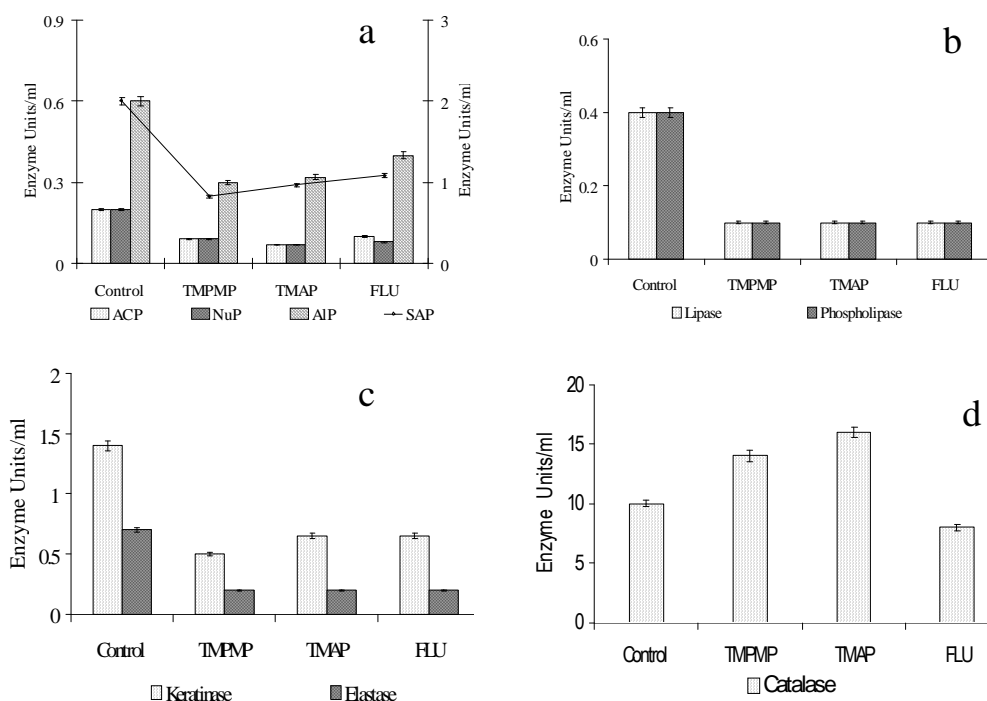 a
0.9
0.6
0.3
0
Enzyme Units/ml
3
2
1
0
Enzyme Units/ml
Control TMPMP TMAP FLU
ACP NuP AlP SAP
b
0.6
0.4
0.2
0
Enzyme Units/ml
Control TMPMP TMAP FLU
Lipase Phospholipase
c
2
1.5
1
0.5
0
Enzyme Units/ml
Control TMPMP TMAP FLU
Keratinase Elastase
d
20
15
10
5
0
Enzyme Units/ml
Control TMPMP TMAP FLU
Catalase